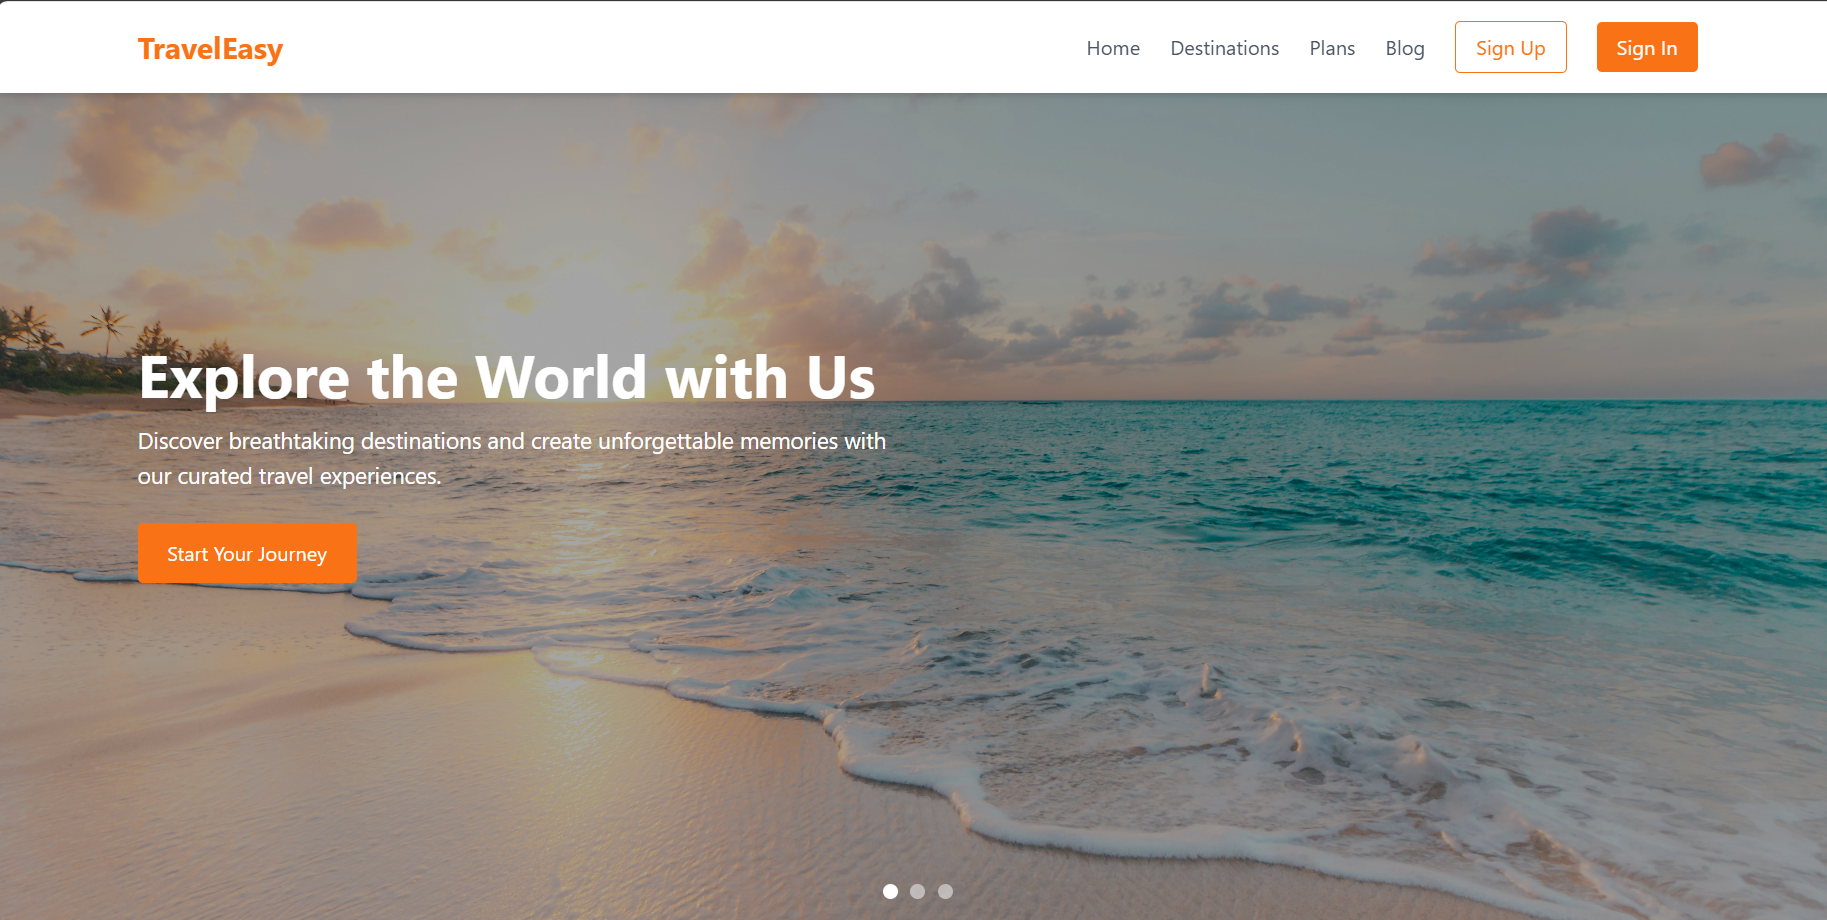 TravelEasy
Home
Destinations
Plans
Blog
Sign Up
Sign In
Explore the World with Us
Discover breathtaking destinations and create unforgettable memories with
our curated travel experiences.
Start Your Journey